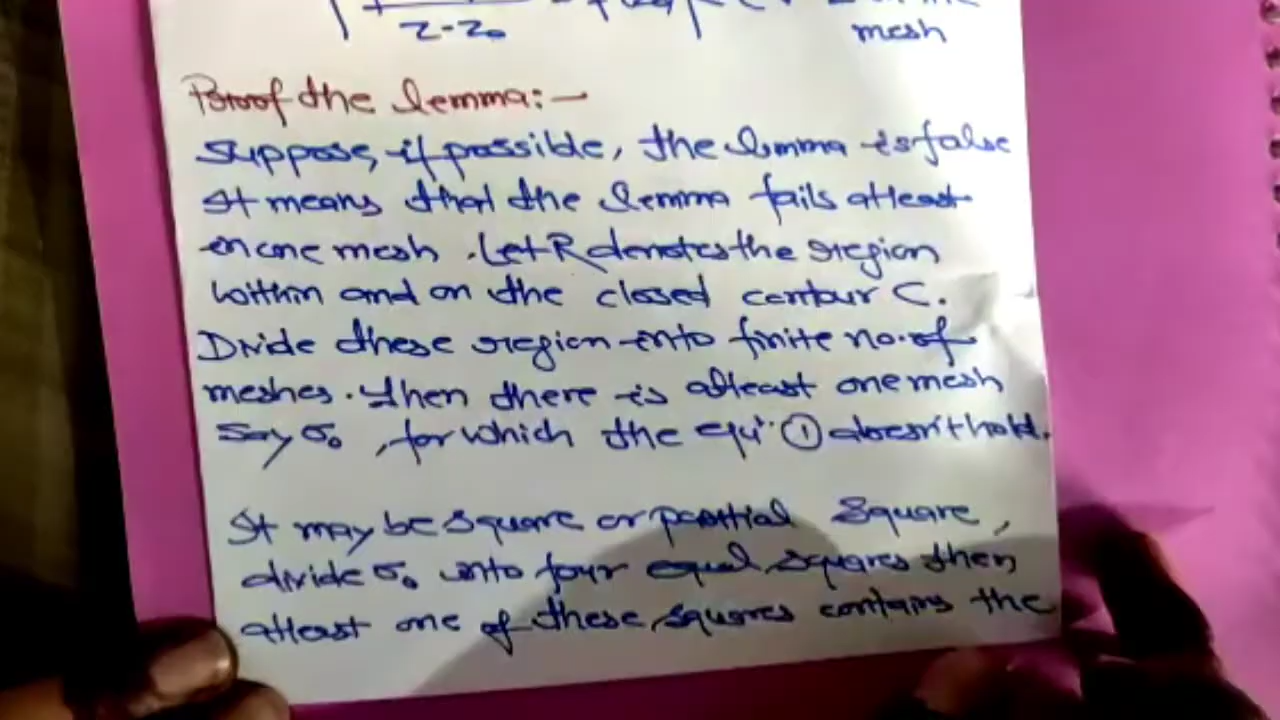 z-z₀
mesh
Proof the lemma:-
Suppose, if possible, the lemma is false
It means that the lemma fails atleast
in one mesh. Let R denotes the region
within and on the closed contour C.
Divide these region into finite no. of
meshes. Then there is atleast one mesh
Say σ₀, for which the equⁿ ① doesn't hold.
It may be square or partial square,
divide σ₀ into four equal squares then
atleast one of these squares contains the